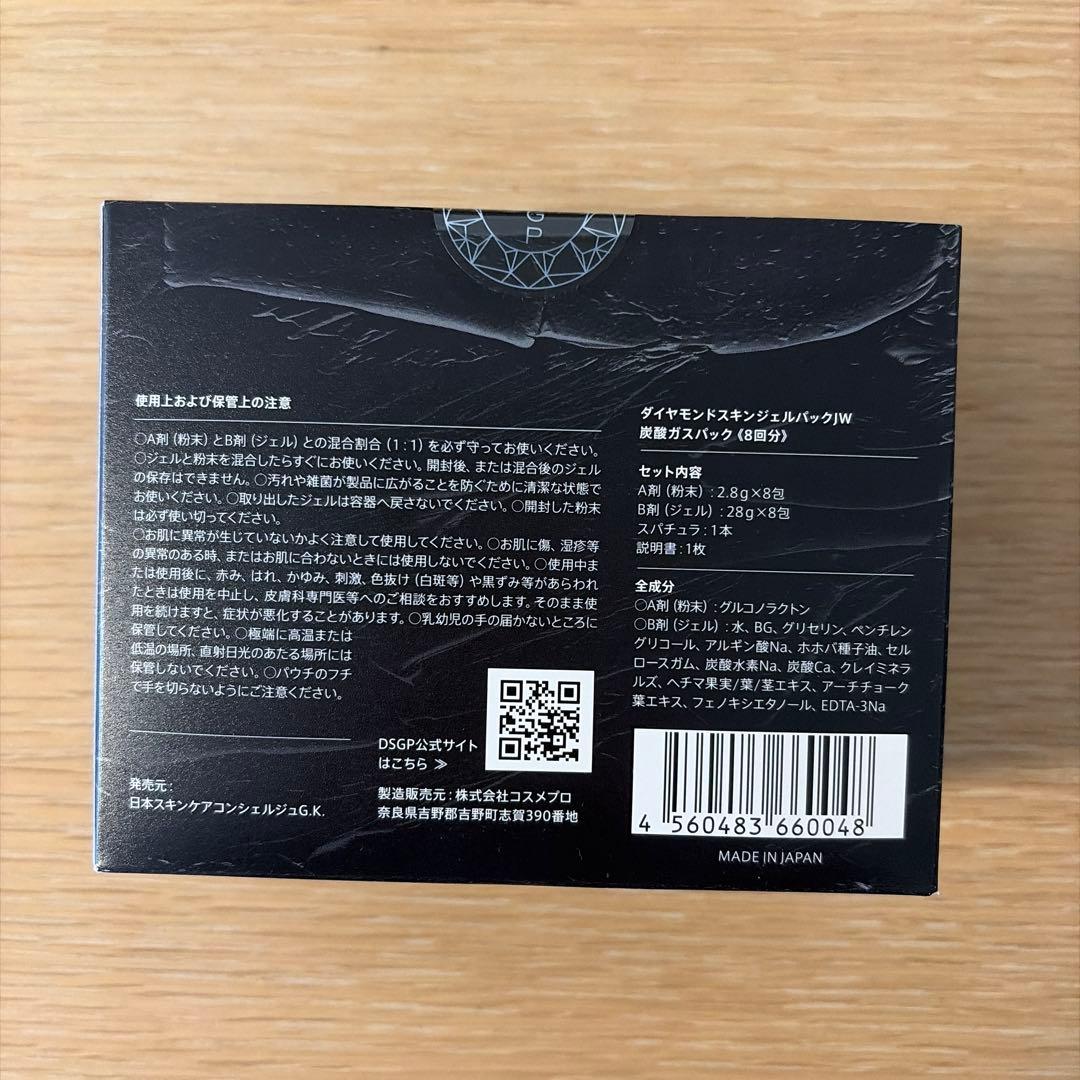 G
P
使用上および保管上の注意
○A剤(粉末)とB剤(ジェル)との混合割合(1:1)を必ず守ってお使いください。
○ジェルと粉末を混合したらすぐにお使いください。開封後、または混合後のジェル
の保存はできません。○汚れや雑菌が製品に広がることを防ぐために清潔な状態で
お使いください。○取り出したジェルは容器へ戻さないでください。○開封した粉末
は必ず使い切ってください。
○お肌に異常が生じていないかよく注意して使用してください。○お肌に傷、湿疹等
の異常のある時、またはお肌に合わないときには使用しないでください。○使用中ま
たは使用後に、赤み、はれ、かゆみ、刺激、色抜け(白斑等)や黒ずみ等があらわれ
たときは使用を中止し、皮膚科専門医等へのご相談をおすすめします。そのまま使
用を続けますと、症状が悪化することがあります。○乳幼児の手の届かないところに
保管してください。○極端に高温または
低温の場所、直射日光のあたる場所には
保管しないでください。○パウチのフチ
で手を切らないようにご注意ください。
発売元:
日本スキンケアコンシェルジュG.K.
DSGP公式サイト
はこちら ≫
製造販売元:株式会社コスメプロ
奈良県吉野郡吉野町志賀390番地
ダイヤモンドスキンジェルパックJW
炭酸ガスパック《8回分》
セット内容
A剤(粉末):2.8g×8包
B剤(ジェル):28g×8包
スパチュラ:1本
説明書:1枚
全成分
○A剤(粉末):グルコノラクトン
○B剤(ジェル):水、BG、グリセリン、ペンチレン
グリコール、アルギン酸Na、ホホバ種子油、セル
ロースガム、炭酸水素Na、炭酸Ca、クレイミネラ
ルズ、ヘチマ果実/葉/茎エキス、アーチチョーク
葉エキス、フェノキシエタノール、EDTA-3Na
4 560483 660048
MADE IN JAPAN